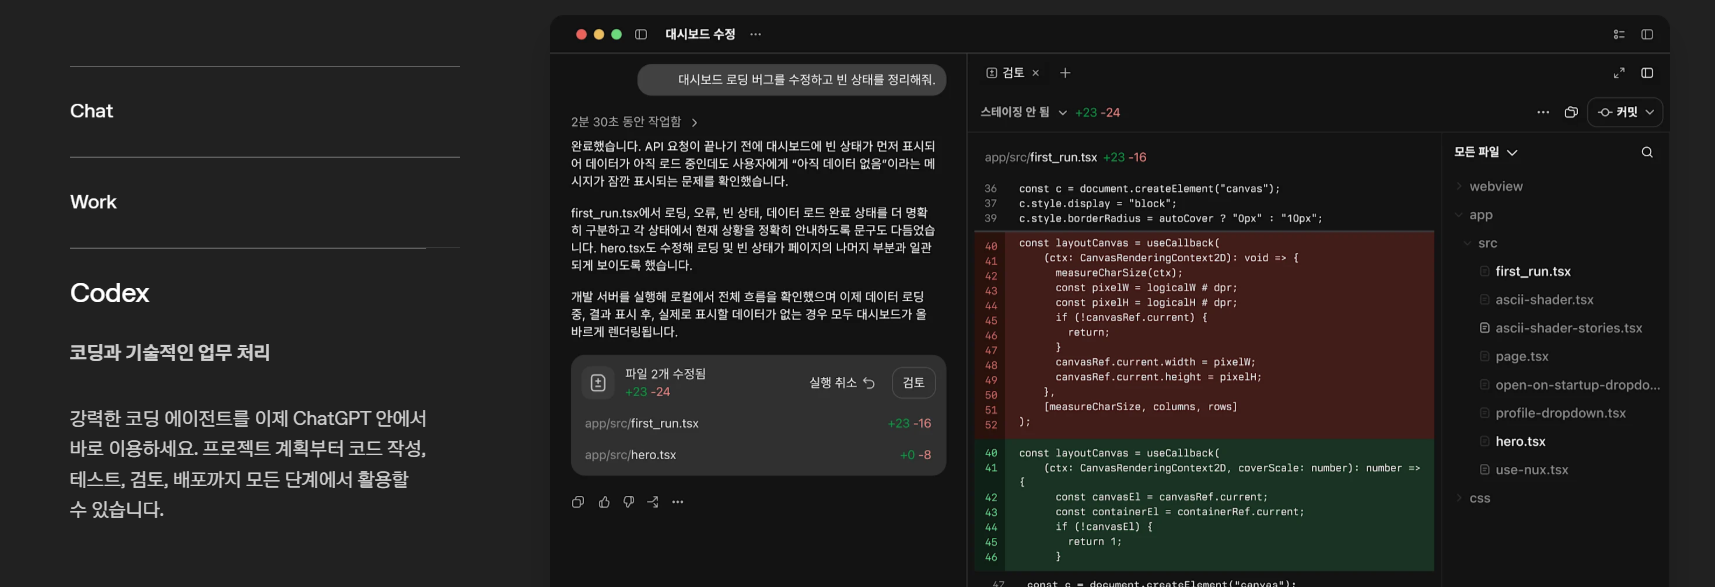 Chat
Work
Codex
코딩과 기술적인 업무 처리
강력한 코딩 에이전트를 이제 ChatGPT 안에서
바로 이용하세요. 프로젝트 계획부터 코드 작성,
테스트, 검토, 배포까지 모든 단계에서 활용할
수 있습니다.
대시보드 수정 ···
대시보드 로딩 버그를 수정하고 빈 상태를 정리해줘.
2분 30초 동안 작업함 >
완료했습니다. API 요청이 끝나기 전에 대시보드에 빈 상태가 먼저 표시되
어 데이터가 아직 로드 중인데도 사용자에게 “아직 데이터 없음”이라는 메
시지가 잠깐 표시되는 문제를 확인했습니다.
first_run.tsx에서 로딩, 오류, 빈 상태, 데이터 로드 완료 상태를 더 명확
히 구분하고 각 상태에서 현재 상황을 정확히 안내하도록 문구도 다듬었습
니다. hero.tsx도 수정해 로딩 및 빈 상태가 페이지의 나머지 부분과 일관
되게 보이도록 했습니다.
개발 서버를 실행해 로컬에서 전체 흐름을 확인했으며 이제 데이터 로딩
중, 결과 표시 후, 실제로 표시할 데이터가 없는 경우 모두 대시보드가 올
바르게 렌더링됩니다.
파일 2개 수정됨
+23 -24
실행 취소
검토
app/src/first_run.tsx +23 -16
app/src/hero.tsx +0 -8
검토 × +
스테이징 안 됨 +23 -24
커밋
app/src/first_run.tsx +23 -16
36 const c = document.createElement("canvas");
37 c.style.display = "block";
39 c.style.borderRadius = autoCover ? "0px" : "10px";
40 const layoutCanvas = useCallback(
41 (ctx: CanvasRenderingContext2D): void => {
42 measureCharSize(ctx);
43 const pixelW = logicalW # dpr;
44 const pixelH = logicalH # dpr;
45 if (!canvasRef.current) {
46 return;
47 }
48 canvasRef.current.width = pixelW;
49 canvasRef.current.height = pixelH;
50 },
51 [measureCharSize, columns, rows]
52 );
40 const layoutCanvas = useCallback(
41 (ctx: CanvasRenderingContext2D, coverScale: number): number =>
{
42 const canvasEl = canvasRef.current;
43 const containerEl = containerRef.current;
44 if (!canvasEl) {
45 return 1;
46 }
47 const c = document.createElement("canvas");
모든 파일
webview
app
src
first_run.tsx
ascii-shader.tsx
ascii-shader-stories.tsx
page.tsx
open-on-startup-dropdo...
profile-dropdown.tsx
hero.tsx
use-nux.tsx
css